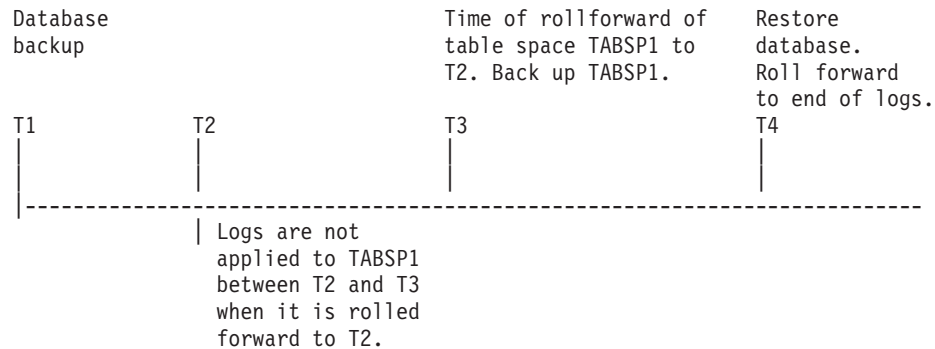 Database
backup
Time of rollforward of
table space TABSP1 to
T2. Back up TABSP1.
Restore
database.
Roll forward
to end of logs.
T1
T2
T3
T4
Logs are not
applied to TABSP1
between T2 and T3
when it is rolled
forward to T2.